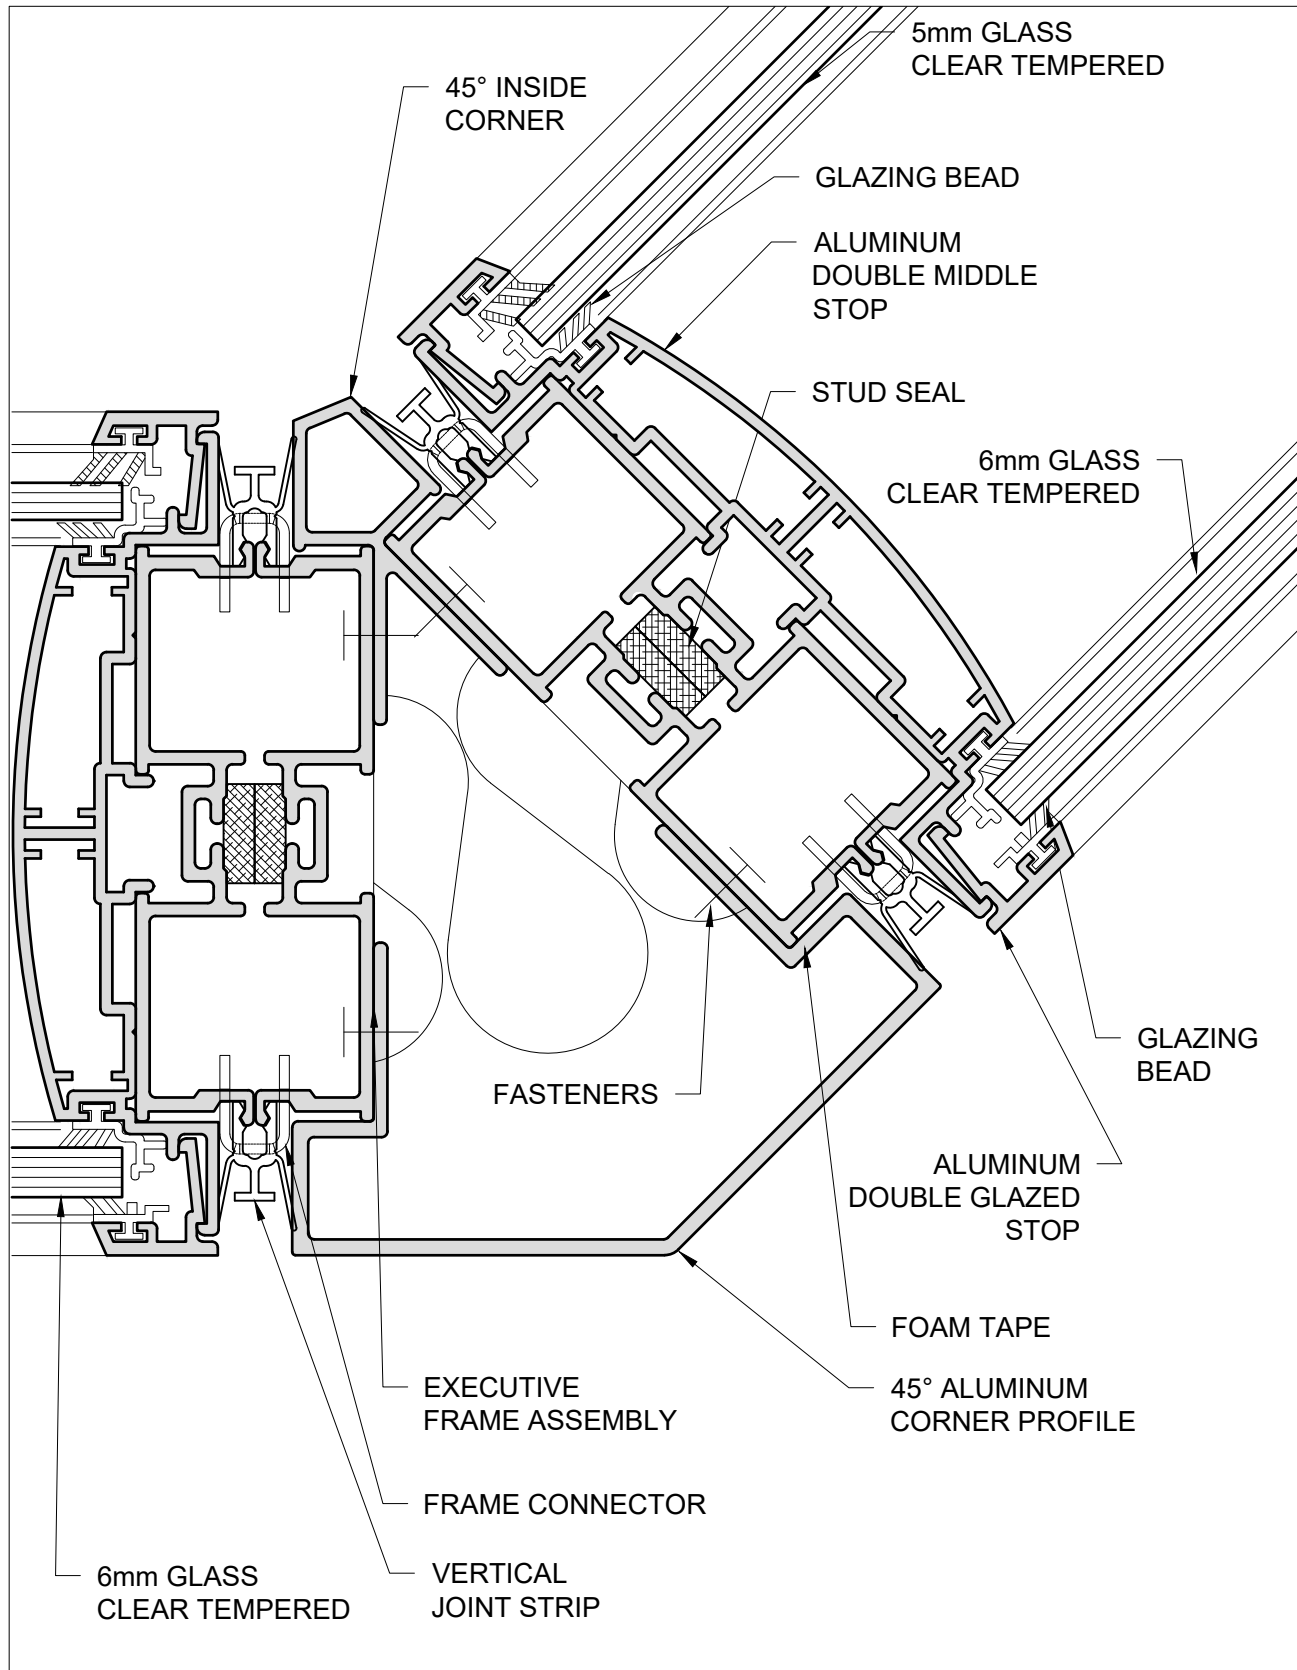 5mm GLASS
CLEAR TEMPERED
45° INSIDE
CORNER
GLAZING BEAD
ALUMINUM
DOUBLE MIDDLE
STOP
STUD SEAL
6mm GLASS
CLEAR TEMPERED
GLAZING
BEAD
FASTENERS
ALUMINUM
DOUBLE GLAZED
STOP
FOAM TAPE
EXECUTIVE
FRAME ASSEMBLY
45° ALUMINUM
CORNER PROFILE
FRAME CONNECTOR
6mm GLASS
CLEAR TEMPERED
VERTICAL
JOINT STRIP